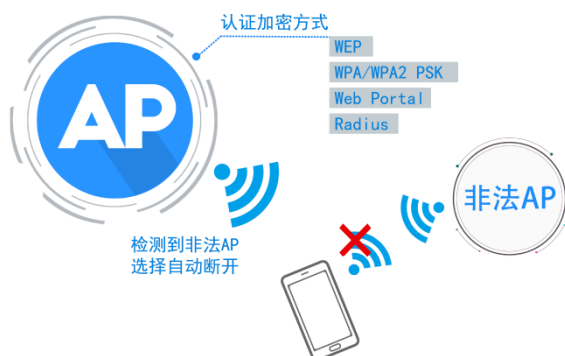 认证加密方式
WEP
WPA/WPA2 PSK
Web Portal
Radius
AP
非法AP
检测到非法AP
选择自动断开